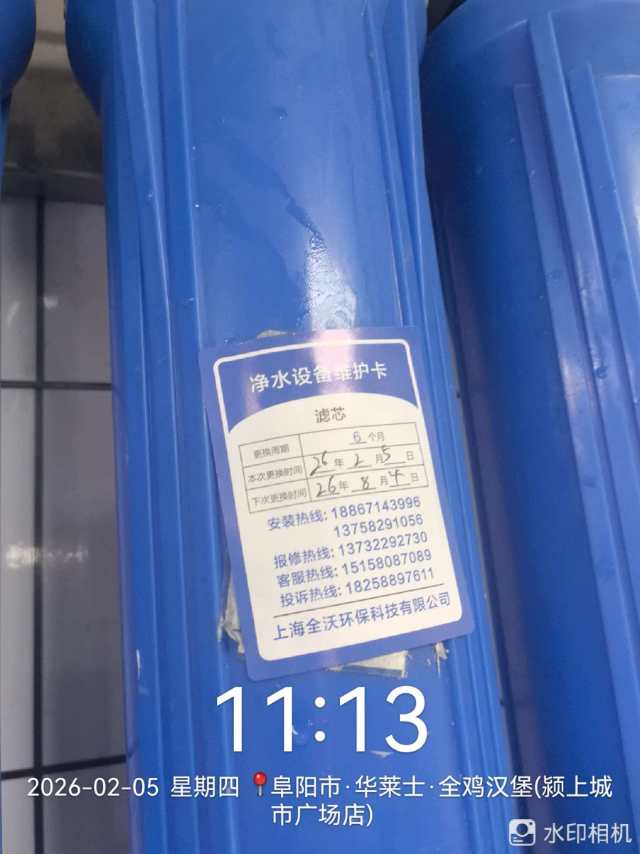 净水设备维护卡
滤芯
更换周期 6个月
本次更换时间 26年2月5日
下次更换时间 26年8月4日
安装热线: 18867143996
13758291056
报修热线: 13732292730
客服热线: 15158087089
投诉热线: 18258897611
上海全沃环保科技有限公司
11:13
2026-02-05 星期四 阜阳市·华莱士·全鸡汉堡(颍上城
市广场店)
水印相机